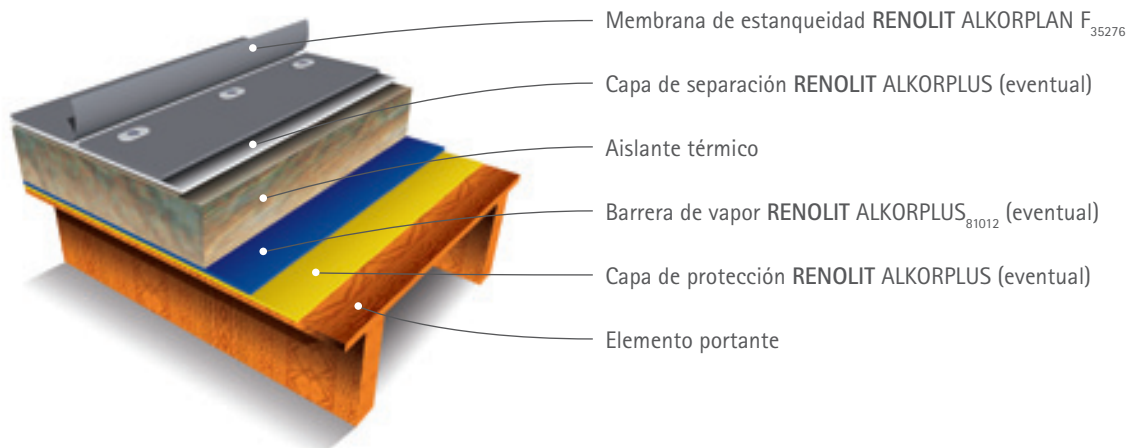 Membrana de estanqueidad RENOLIT ALKORPLAN F35276
Capa de separación RENOLIT ALKORPLUS (eventual)
Aislante térmico
Barrera de vapor RENOLIT ALKORPLUS81012 (eventual)
Capa de protección RENOLIT ALKORPLUS (eventual)
Elemento portante